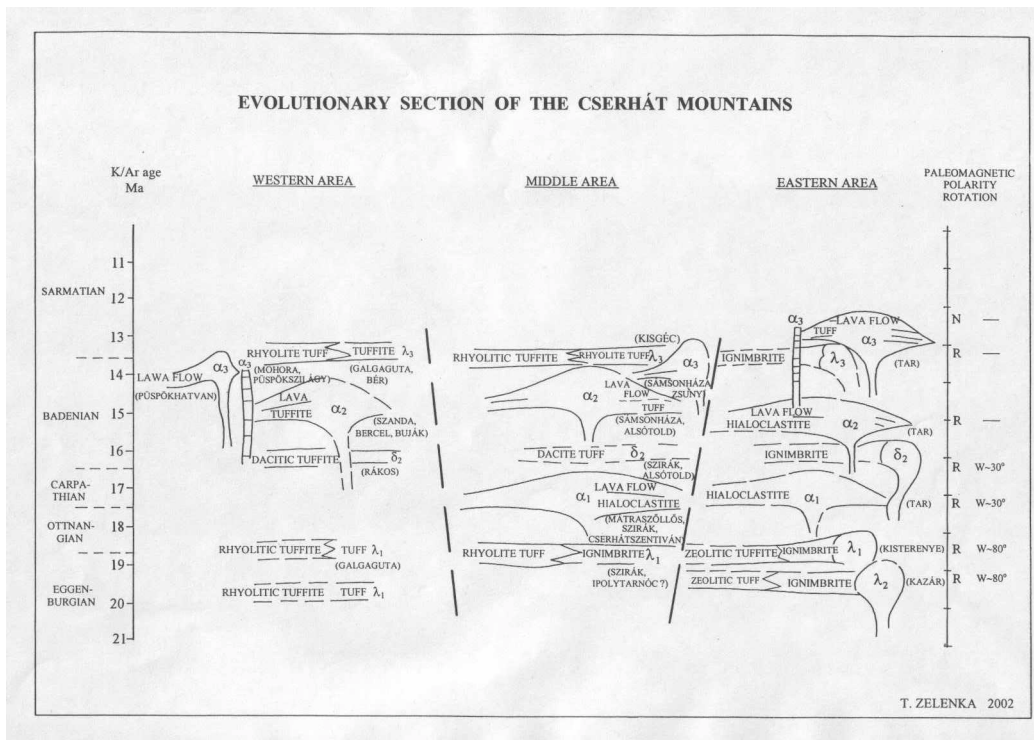 EVOLUTIONARY SECTION OF THE CSERHÁT MOUNTAINS
K/Ar age
Ma
WESTERN AREA
MIDDLE AREA
EASTERN AREA
PALEOMAGNETIC
POLARITY
ROTATION
11
12
13
14
15
16
17
18
19
20
21
SARMATIAN
BADENIAN
CARPA-
THIAN
OTTNAN-
GIAN
EGGEN-
BURGIAN
LAWA FLOW
α3
(PÜSPÖKHATVAN)
α3
RHYOLITE TUFF
TUFFITE λ3
(MOHORA,
PÜSPÖKSZILÁGY)
(GALGAGUTA,
BÉR)
LAVA
TUFFITE
α2
(SZANDA,
BERCEL, BUJÁK)
DACITIC TUFFITE
δ2
(RÁKOS)
RHYOLITIC TUFFITE
TUFF λ1
(GALGAGUTA)
RHYOLITIC TUFFITE
TUFF λ1
(KISGÉC)
RHYOLITIC TUFFITE
RHYOLITE TUFF λ3
α3
LAVA
FLOW
(SÁMSONHÁZA
ZSUNY)
α2
TUFF
(SÁMSONHÁZA,
ALSÓTOLD)
DACITE TUFF
δ2
(SZIRÁK,
ALSÓTOLD)
LAVA FLOW
α1
HIALOCLASTITE
(MÁTRASZŐLLŐS,
SZIRÁK,
CSERHÁTSZENTIVÁN)
RHYOLITE TUFF
IGNIMBRITE λ1
(SZIRÁK,
IPOLYTARNÓC?)
α3
LAVA FLOW
TUFF
α3
IGNIMBRITE
λ3
(TAR)
LAVA FLOW
HIALOCLASTITE
α2
(TAR)
IGNIMBRITE
δ2
HIALOCLASTITE
α1
(TAR)
ZEOLITIC TUFFITE
IGNIMBRITE
λ1
(KISTERENYE)
ZEOLITIC TUFF
IGNIMBRITE
λ2
(KAZÁR)
N —
R —
R —
R W~30°
R W~30°
R W~80°
R W~80°
T. ZELENKA 2002